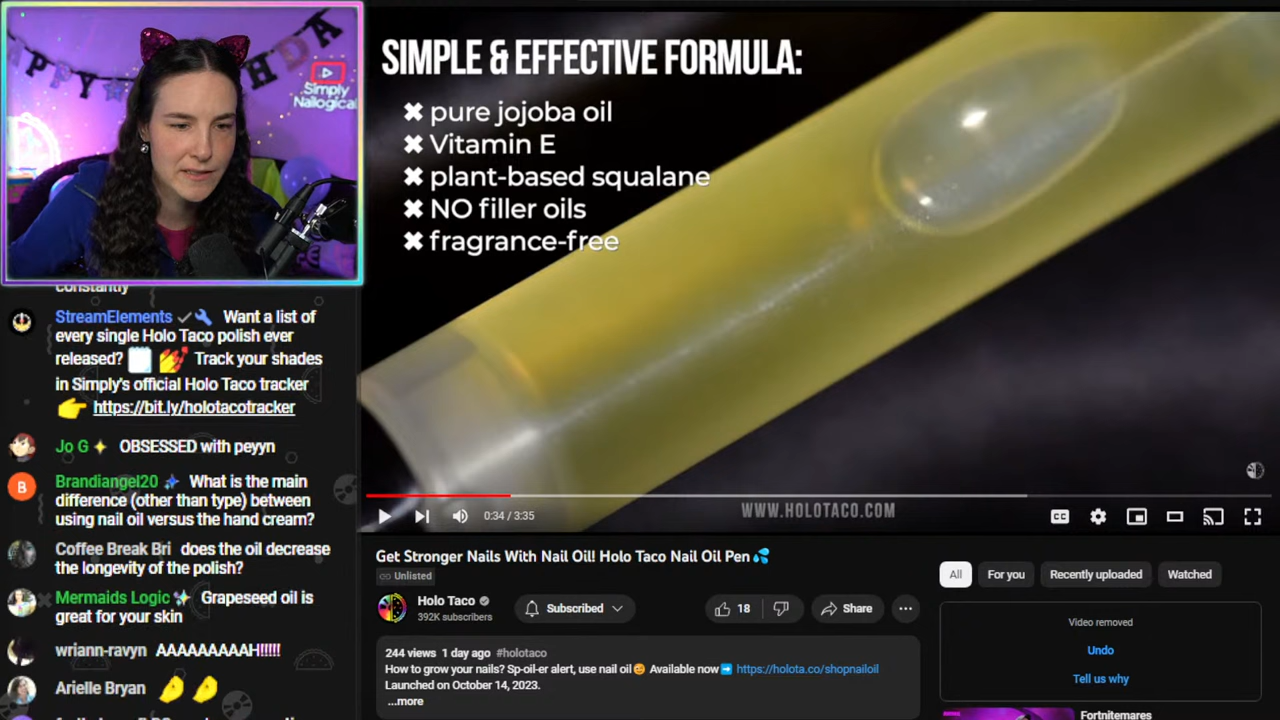 SIMPLE & EFFECTIVE FORMULA:
✖ pure jojoba oil
✖ Vitamin E
✖ plant-based squalane
✖ NO filler oils
✖ fragrance-free
Simply
Nailogical
constantly
StreamElements Want a list
of every single Holo Taco polish ever
released? Track your shades
in Simply's official Holo Taco tracker
👉 https://bit.ly/holotacotracker
Jo G OBSESSED with peyyn
B
Brandiangel20 What is the main
difference (other than type) between
using nail oil versus the hand cream?
Coffee Break Bri does the oil decrease
the longevity of the polish?
Mermaids Logic Grapeseed oil is
great for your skin
wriann-ravyn AAAAAAAAAH!!!!!
Arielle Bryan
0:34 / 3:35
WWW.HOLOTACO.COM
CC
Get Stronger Nails With Nail Oil! Holo Taco Nail Oil Pen💦
Unlisted
Holo Taco
392K subscribers
Subscribed
18
Share
244 views 1 day ago #holotaco
How to grow your nails? Sp-oil-er alert, use nail oil Available now➡ https://holota.co/shopnailoil
Launched on October 14, 2023.
...more
All
For you
Recently uploaded
Watched
Video removed
Undo
Tell us why
Fortnitemares